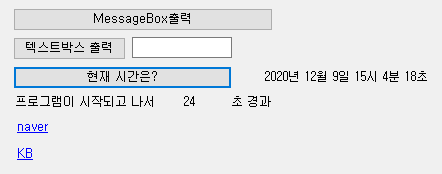 MessageBox출력
텍스트박스 출력
현재 시간은? 2020년 12월 9일 15시 4분 18초
프로그램이 시작되고 나서 24 초 경과
naver
KB